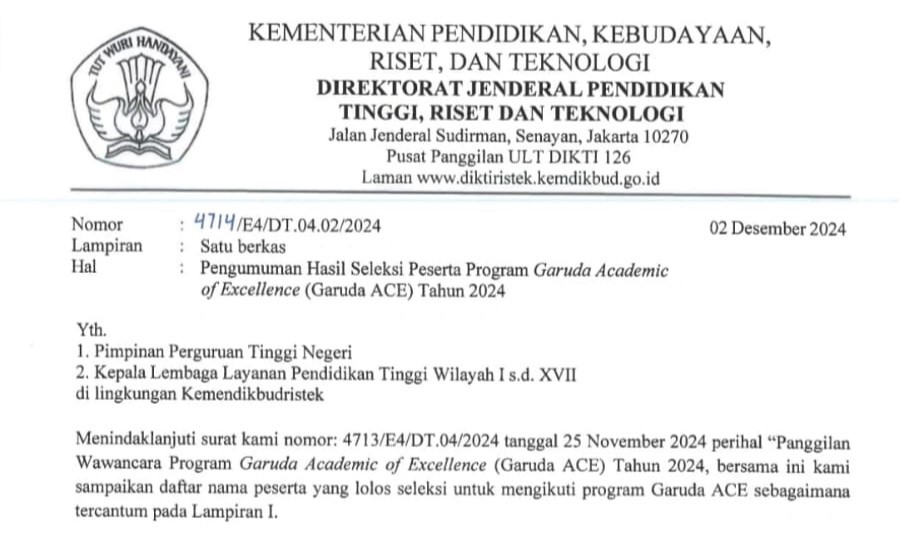 TUT WURI HANDAYANI
KEMENTERIAN PENDIDIKAN, KEBUDAYAAN,
RISET, DAN TEKNOLOGI
DIREKTORAT JENDERAL PENDIDIKAN
TINGGI, RISET DAN TEKNOLOGI
Jalan Jenderal Sudirman, Senayan, Jakarta 10270
Pusat Panggilan ULT DIKTI 126
Laman www.diktiristek.kemdikbud.go.id
Nomor : 4714/E4/DT.04.02/2024 02 Desember 2024
Lampiran : Satu berkas
Hal : Pengumuman Hasil Seleksi Peserta Program Garuda Academic
of Excellence (Garuda ACE) Tahun 2024
Yth.
1. Pimpinan Perguruan Tinggi Negeri
2. Kepala Lembaga Layanan Pendidikan Tinggi Wilayah I s.d. XVII
di lingkungan Kemendikbudristek
Menindaklanjuti surat kami nomor: 4713/E4/DT.04/2024 tanggal 25 November 2024 perihal “Panggilan
Wawancara Program Garuda Academic of Excellence (Garuda ACE) Tahun 2024, bersama ini kami
sampaikan daftar nama peserta yang lolos seleksi untuk mengikuti program Garuda ACE sebagaimana
tercantum pada Lampiran I.